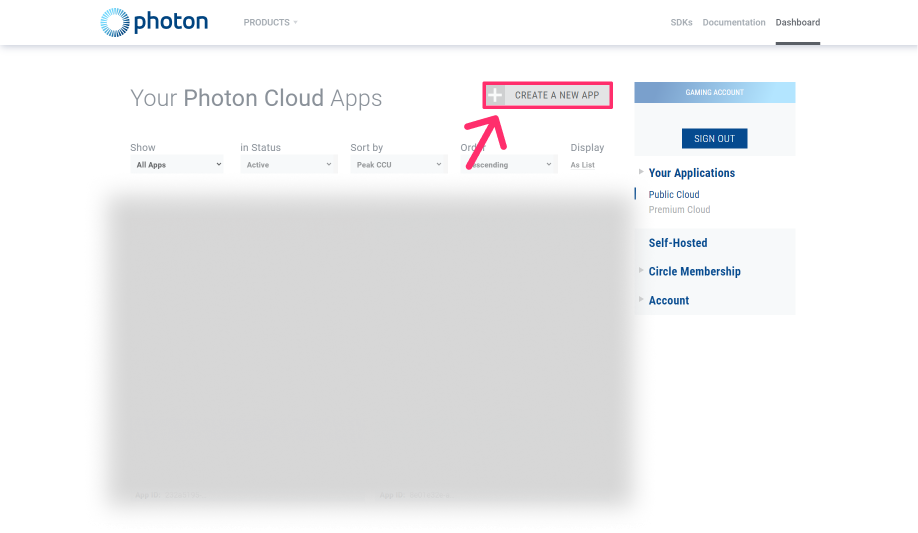 photon PRODUCTS SDKs Documentation Dashboard
Your Photon Cloud Apps
CREATE A NEW APP
GAMING ACCOUNT
SIGN OUT
Show in Status Sort by Order Display
All Apps Active Peak CCU Descending As List
Your Applications
Public Cloud
Premium Cloud
Self-Hosted
Circle Membership
Account